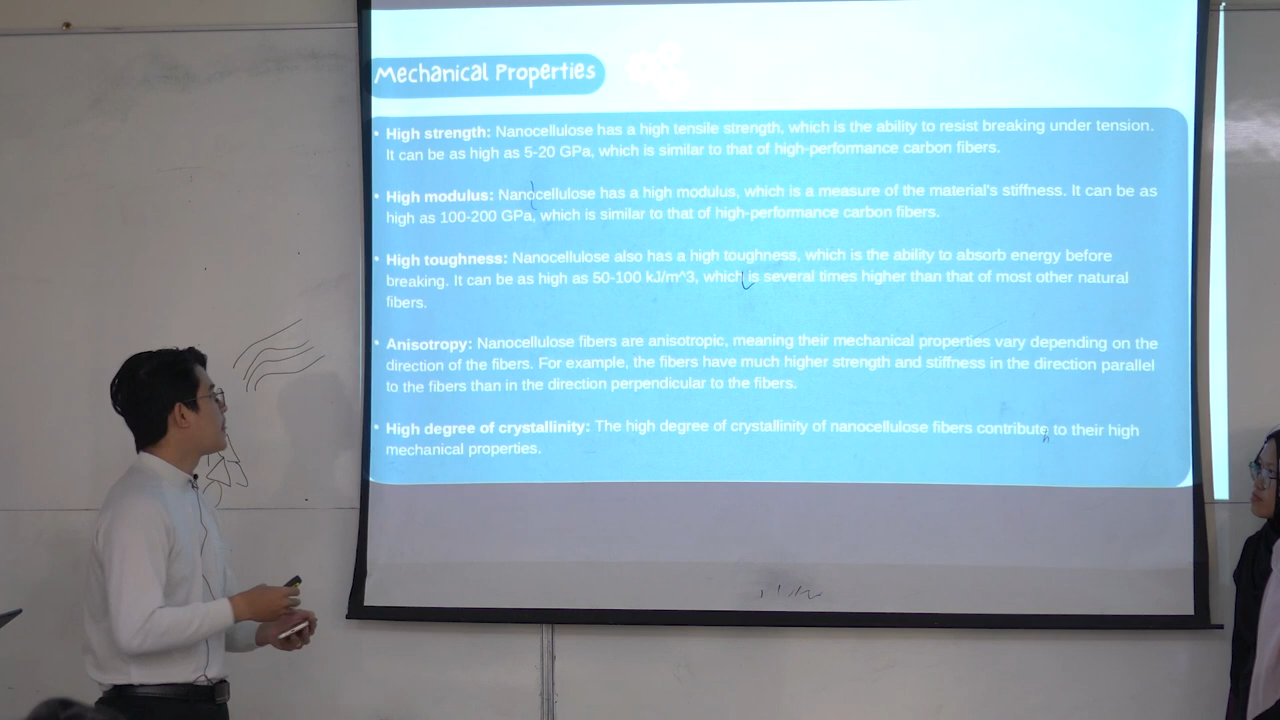 Mechanical Properties
• High strength: Nanocellulose has a high tensile strength, which is the ability to resist breaking under tension.
It can be as high as 5-20 GPa, which is similar to that of high-performance carbon fibers.
• High modulus: Nanocellulose has a high modulus, which is a measure of the material's stiffness. It can be as
high as 100-200 GPa, which is similar to that of high-performance carbon fibers.
• High toughness: Nanocellulose also has a high toughness, which is the ability to absorb energy before
breaking. It can be as high as 50-100 kJ/m^3, which is several times higher than that of most other natural
fibers.
• Anisotropy: Nanocellulose fibers are anisotropic, meaning their mechanical properties vary depending on the
direction of the fibers. For example, the fibers have much higher strength and stiffness in the direction parallel
to the fibers than in the direction perpendicular to the fibers.
• High degree of crystallinity: The high degree of crystallinity of nanocellulose fibers contribute to their high
mechanical properties.